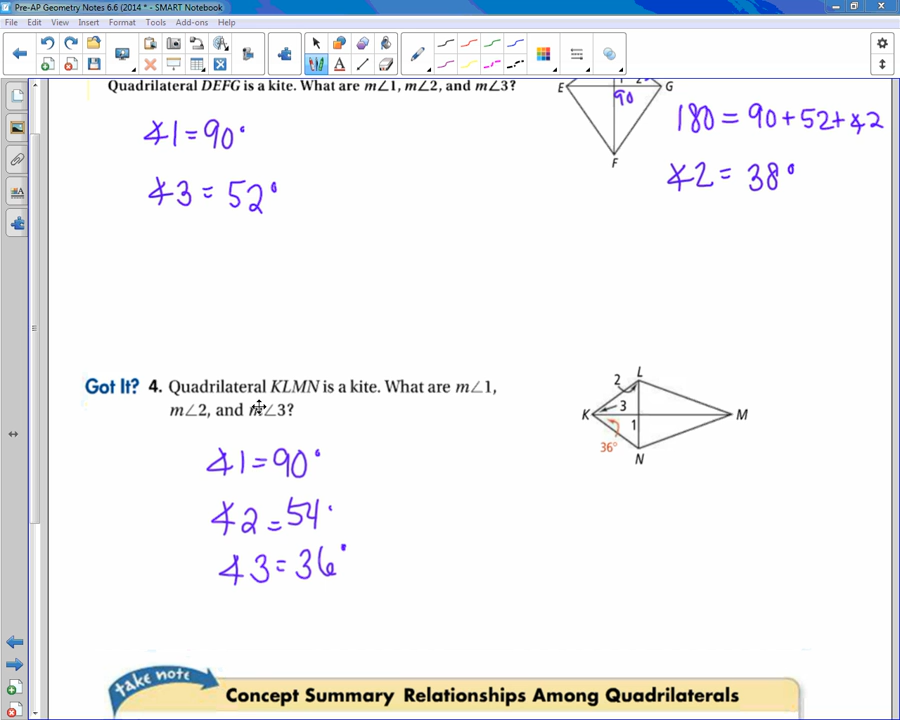 Pre-AP Geometry Notes 6.6 (2014 * - SMART Notebook
File Edit View Insert Format Tools Add-ons Help
Quadrilateral DEFG is a kite. What are m∠1, m∠2, and m∠3?
E G
90
F
∡1 = 90°
∡3 = 52°
180 = 90 + 52 + ∡2
∡2 = 38°
Got It? 4. Quadrilateral KLMN is a kite. What are m∠1,
m∠2, and m∠3?
L
2
3
K M
1
36°
N
∡1 = 90°
∡2 = 54°
∡3 = 36°
take note
Concept Summary Relationships Among Quadrilaterals